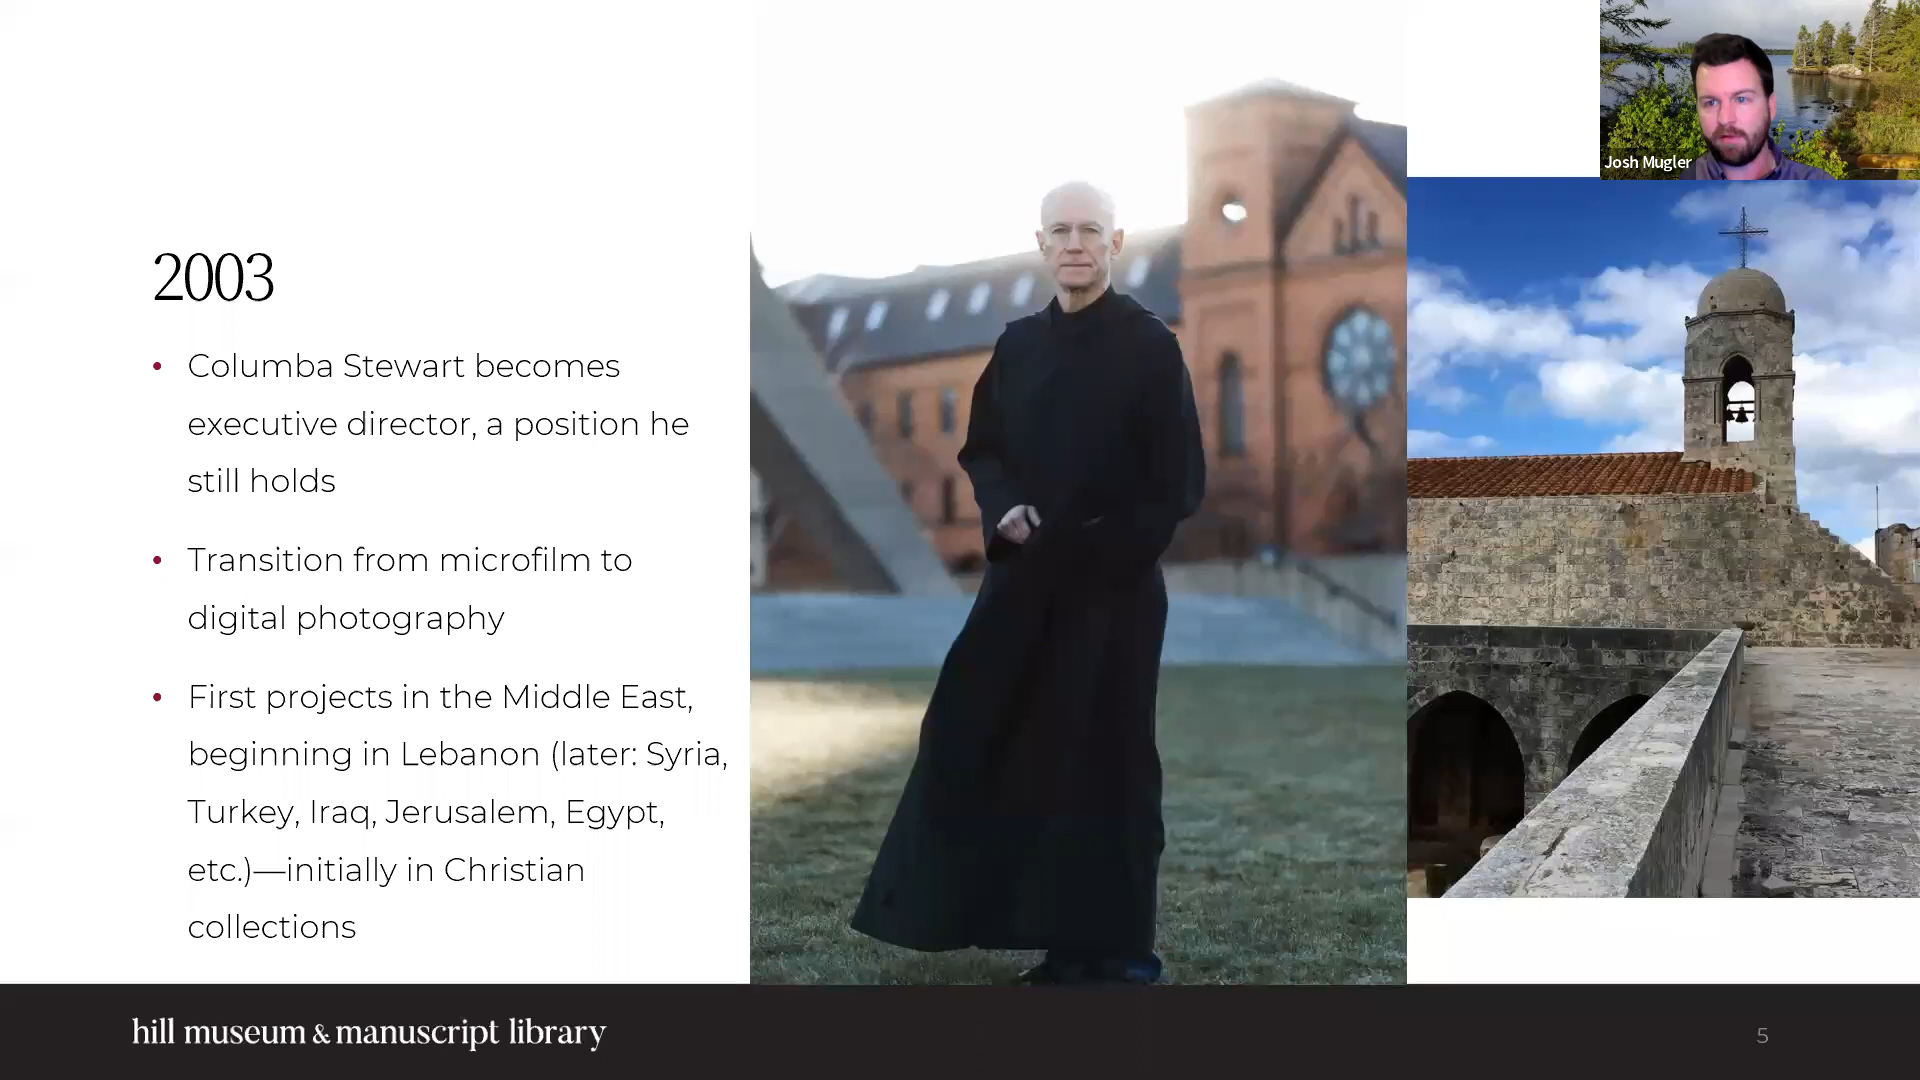 Josh Mugler
2003
• Columba Stewart becomes
executive director, a position he
still holds
• Transition from microfilm to
digital photography
• First projects in the Middle East,
beginning in Lebanon (later: Syria,
Turkey, Iraq, Jerusalem, Egypt,
etc.)—initially in Christian
collections
hill museum & manuscript library
5